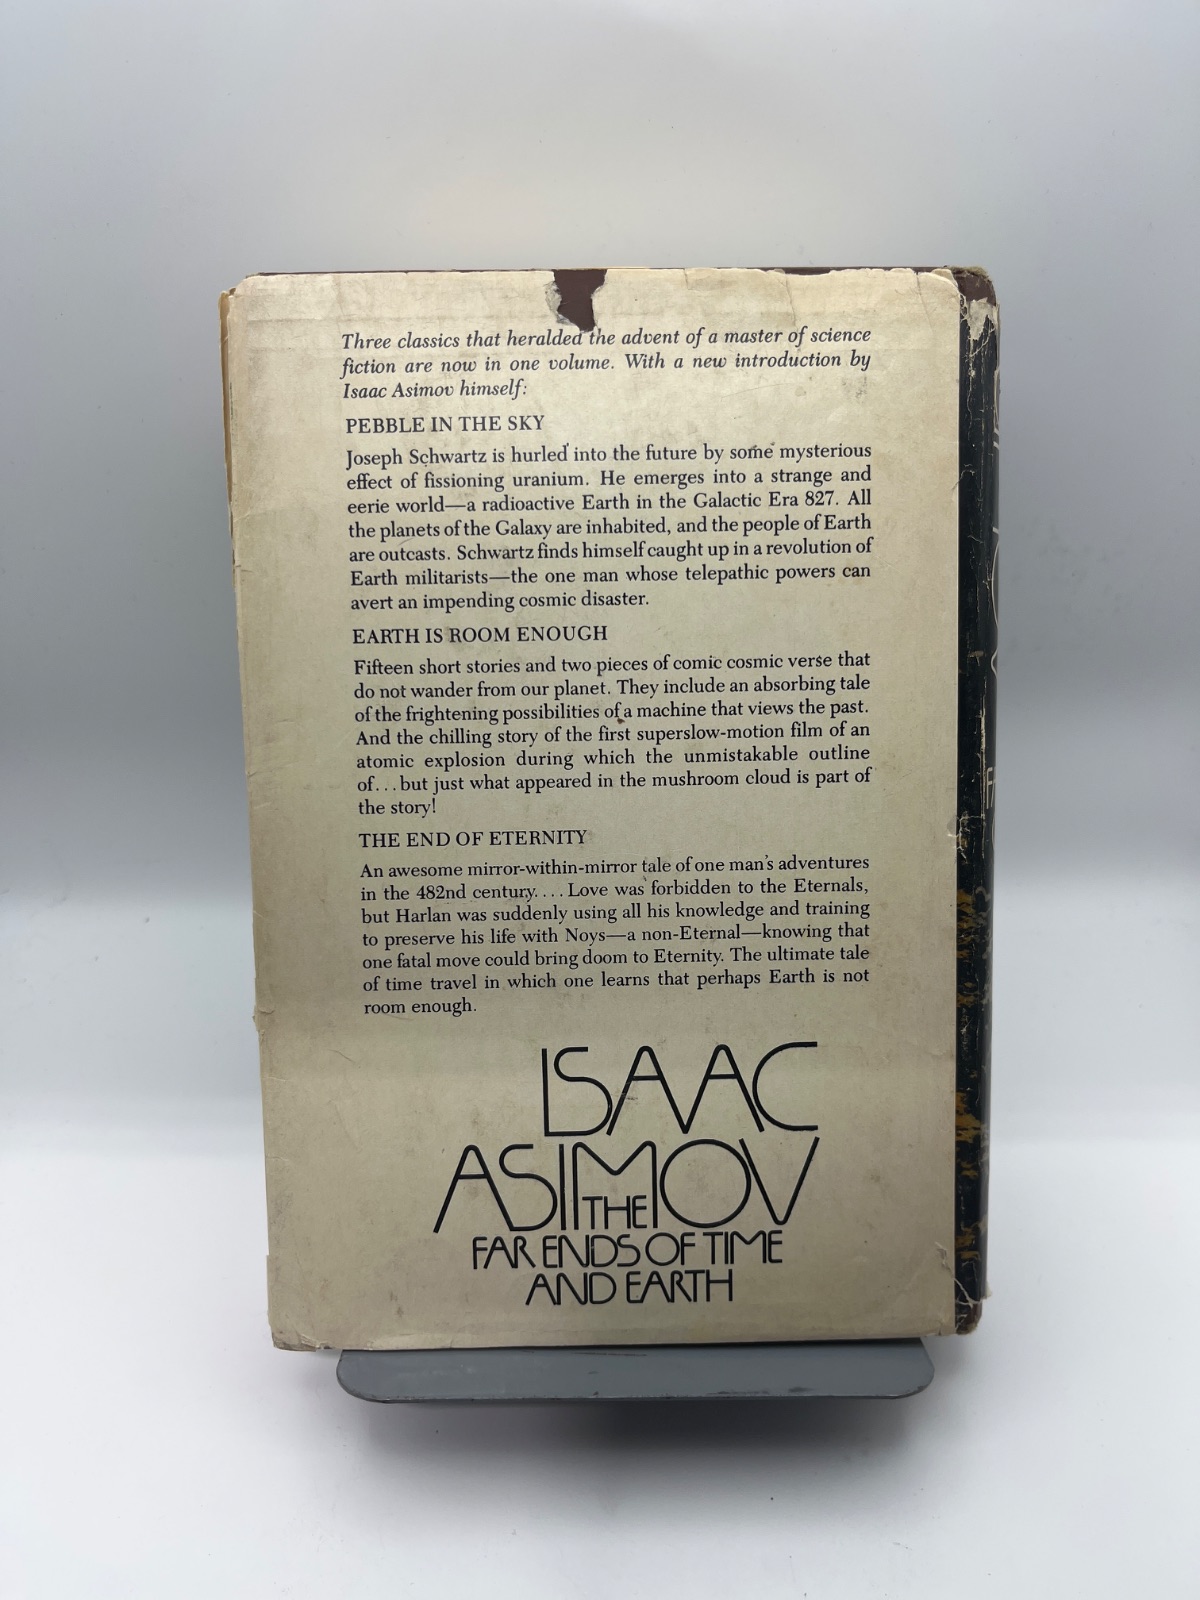 Three classics that heralded the advent of a master of science
fiction are now in one volume. With a new introduction by
Isaac Asimov himself:
PEBBLE IN THE SKY
Joseph Schwartz is hurled into the future by some mysterious
effect of fissioning uranium. He emerges into a strange and
eerie world—a radioactive Earth in the Galactic Era 827. All
the planets of the Galaxy are inhabited, and the people of Earth
are outcasts. Schwartz finds himself caught up in a revolution of
Earth militarists—the one man whose telepathic powers can
avert an impending cosmic disaster.
EARTH IS ROOM ENOUGH
Fifteen short stories and two pieces of comic cosmic verse that
do not wander from our planet. They include an absorbing tale
of the frightening possibilities of a machine that views the past.
And the chilling story of the first superslow-motion film of an
atomic explosion during which the unmistakable outline
of...but just what appeared in the mushroom cloud is part of
the story!
THE END OF ETERNITY
An awesome mirror-within-mirror tale of one man's adventures
in the 482nd century.... Love was forbidden to the Eternals,
but Harlan was suddenly using all his knowledge and training
to preserve his life with Noys—a non-Eternal—knowing that
one fatal move could bring doom to Eternity. The ultimate tale
of time travel in which one learns that perhaps Earth is not
room enough.
ISAAC
ASIMOV
THE
FAR ENDS OF TIME
AND EARTH